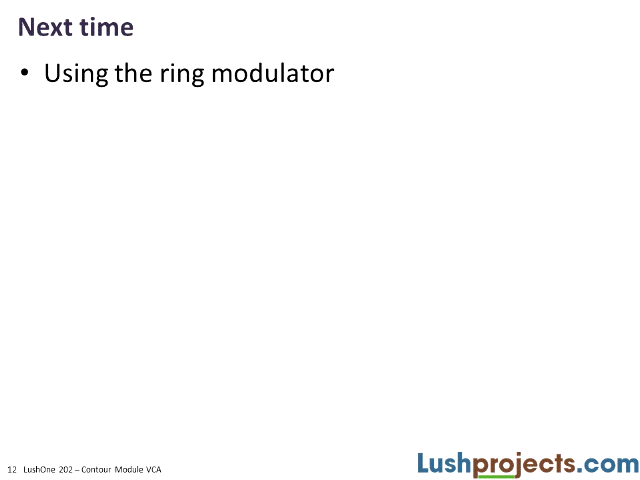 Next time
• Using the ring modulator
12 LushOne 202 – Contour Module VCA
Lushprojects.com